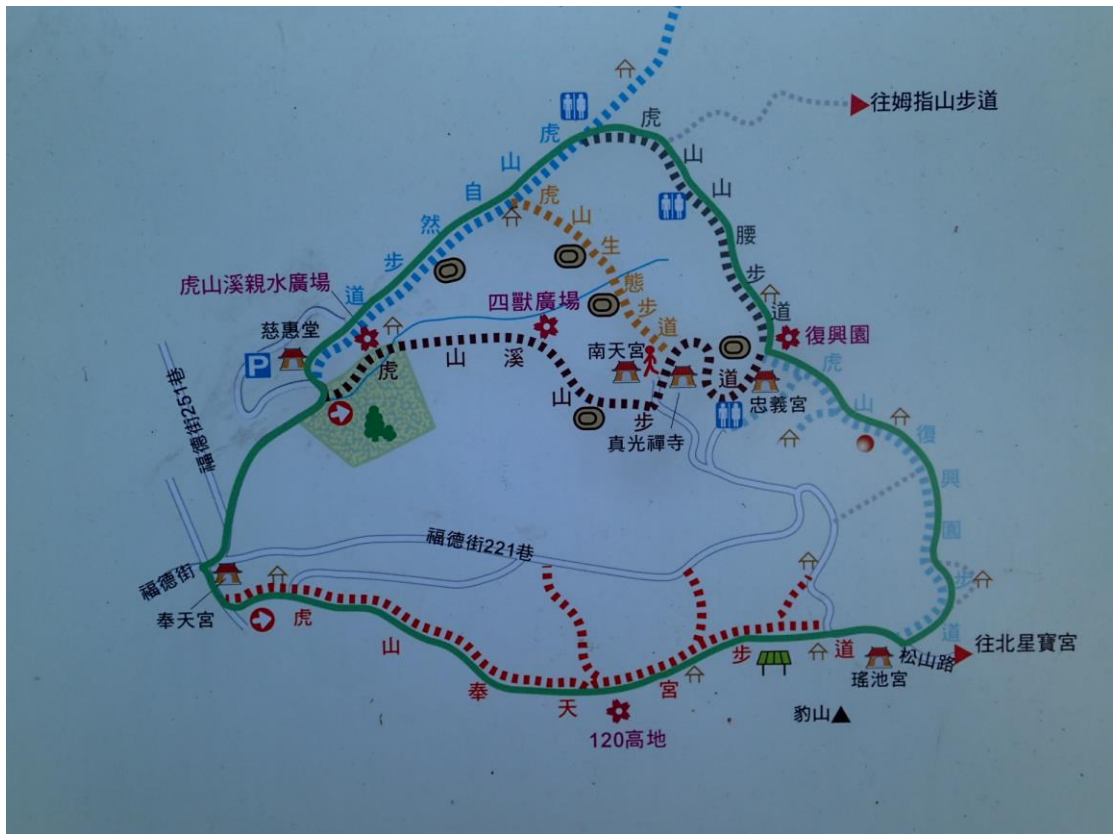 往姆指山步道
虎山自然步道
虎山腰步道
虎山生態步道
虎山溪親水廣場
四獸廣場
慈惠堂
P
虎山溪步道
山
南天宮
復興園
忠義宮
真光禪寺
虎山復興園步道
福德街251巷
福德街221巷
福德街
奉天宮
虎山奉天宮步道
120高地
瑤池宮
松山路
往北星寶宮
豹山